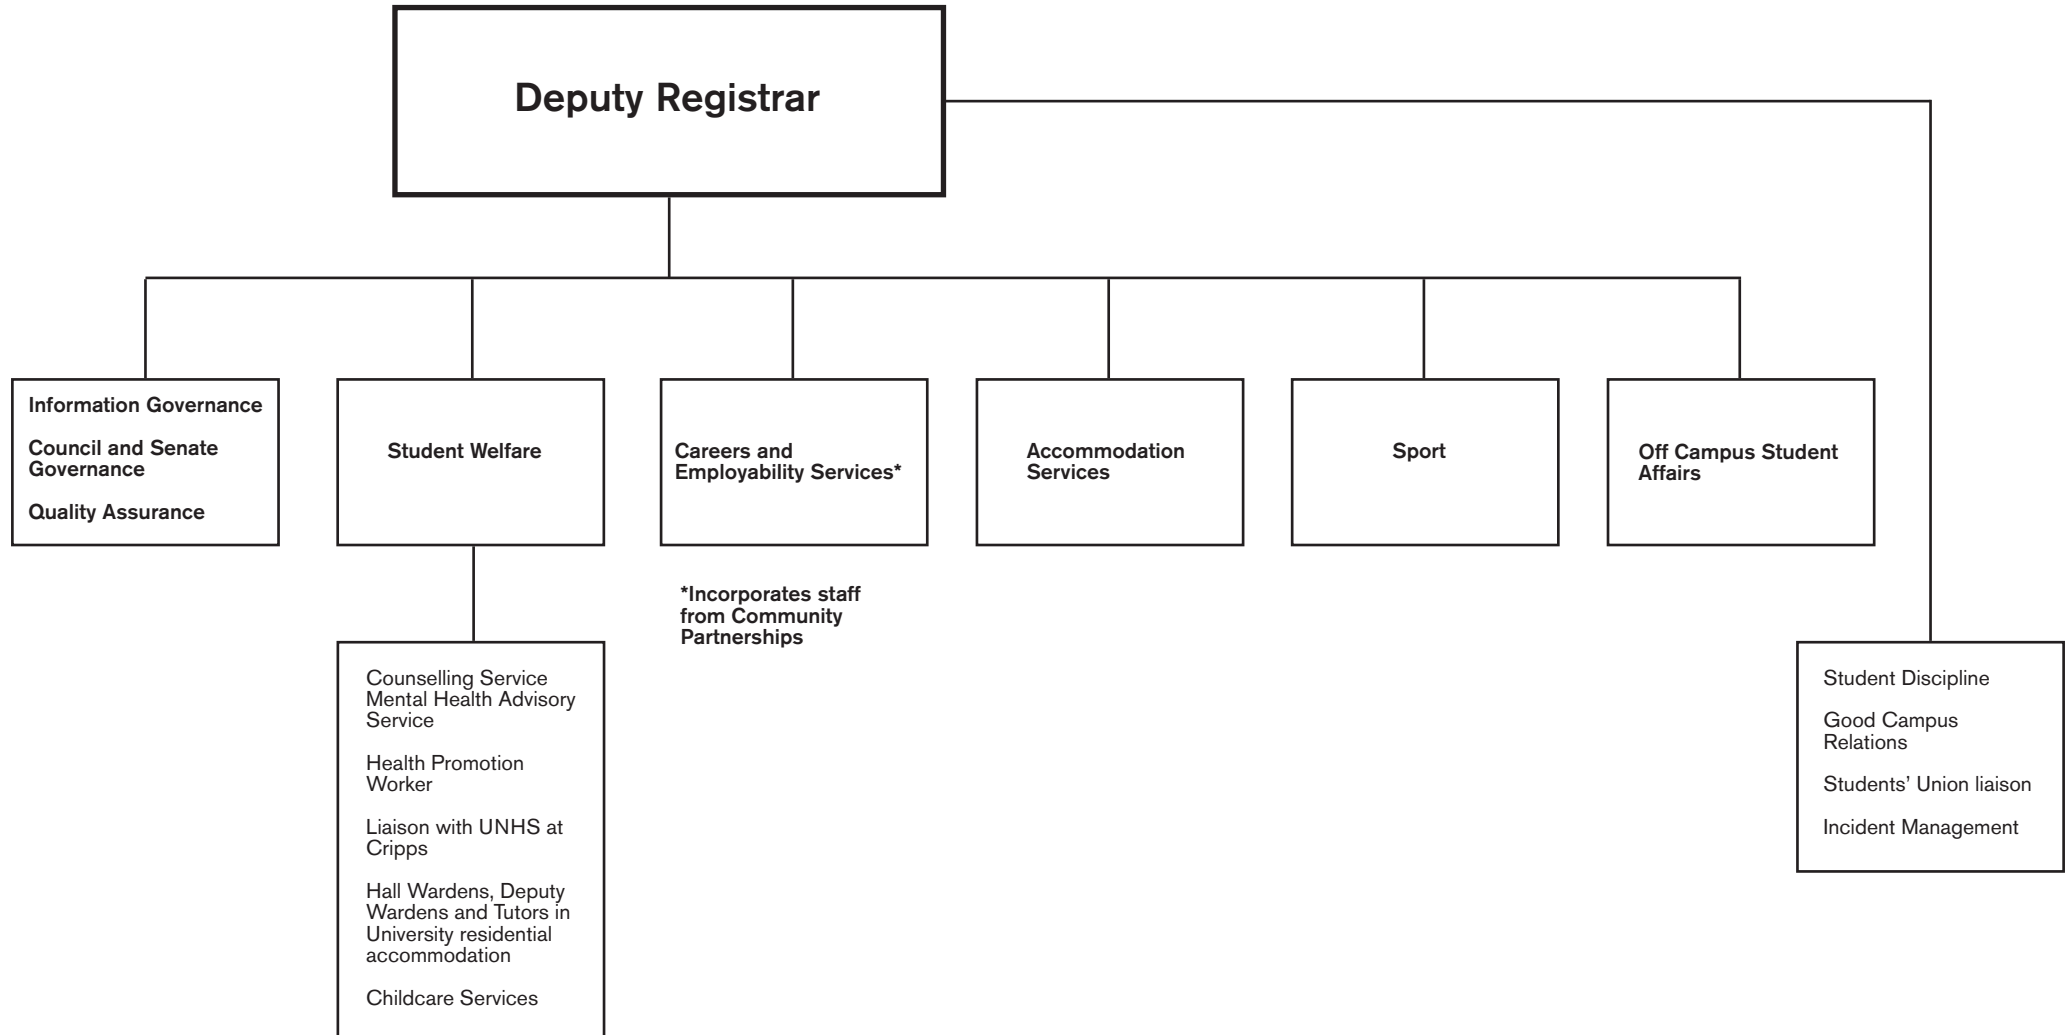 Deputy Registrar
Information Governance
Council and Senate
Governance
Quality Assurance
Student Welfare
Careers and
Employability Services*
Accommodation
Services
Sport
Off Campus Student
Affairs
*Incorporates staff
from Community
Partnerships
Counselling Service
Mental Health Advisory
Service
Health Promotion
Worker
Liaison with UNHS at
Cripps
Hall Wardens, Deputy
Wardens and Tutors in
University residential
accommodation
Childcare Services
Student Discipline
Good Campus
Relations
Students’ Union liaison
Incident Management